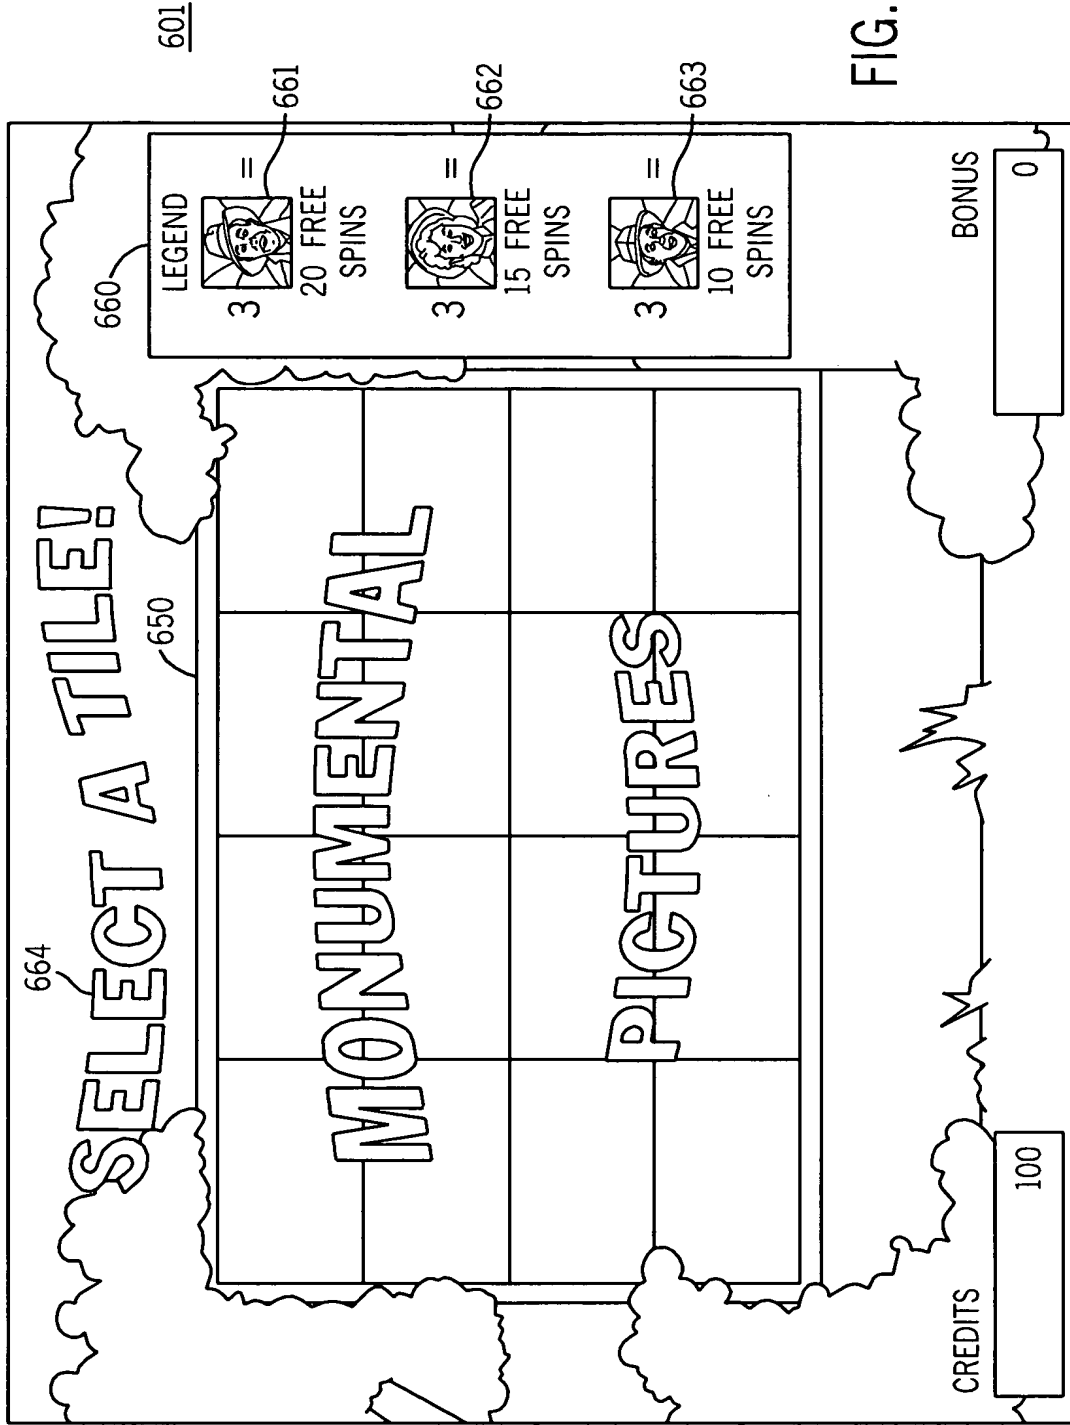 601
664
SELECT A TILE!
650
660
LEGEND
3 =
661
20 FREE
SPINS
3 =
662
15 FREE
SPINS
3 =
663
10 FREE
SPINS
MONUMENTAL
PICTURES
CREDITS
100
BONUS
0
FIG.